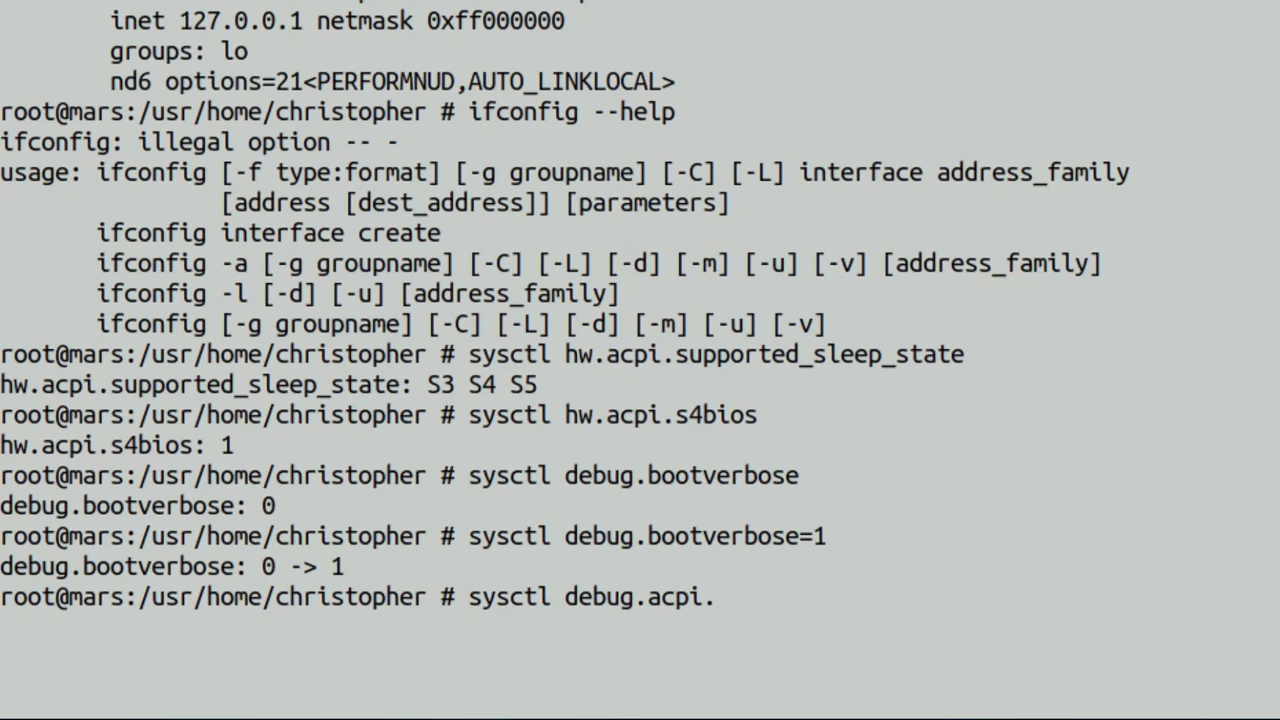 inet 127.0.0.1 netmask 0xff000000
groups: lo
nd6 options=21<PERFORMNUD,AUTO_LINKLOCAL>
root@mars:/usr/home/christopher # ifconfig --help
ifconfig: illegal option -- -
usage: ifconfig [-f type:format] [-g groupname] [-C] [-L] interface address_family
[address [dest_address]] [parameters]
ifconfig interface create
ifconfig -a [-g groupname] [-C] [-L] [-d] [-m] [-u] [-v] [address_family]
ifconfig -l [-d] [-u] [address_family]
ifconfig [-g groupname] [-C] [-L] [-d] [-m] [-u] [-v]
root@mars:/usr/home/christopher # sysctl hw.acpi.supported_sleep_state
hw.acpi.supported_sleep_state: S3 S4 S5
root@mars:/usr/home/christopher # sysctl hw.acpi.s4bios
hw.acpi.s4bios: 1
root@mars:/usr/home/christopher # sysctl debug.bootverbose
debug.bootverbose: 0
root@mars:/usr/home/christopher # sysctl debug.bootverbose=1
debug.bootverbose: 0 -> 1
root@mars:/usr/home/christopher # sysctl debug.acpi.